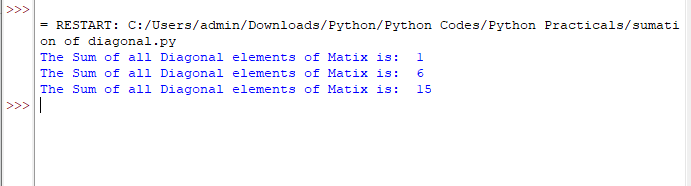 >>>
= RESTART: C:/Users/admin/Downloads/Python/Python Codes/Python Practicals/sumati
on of diagonal.py
The Sum of all Diagonal elements of Matix is:  1
The Sum of all Diagonal elements of Matix is:  6
The Sum of all Diagonal elements of Matix is:  15
>>>